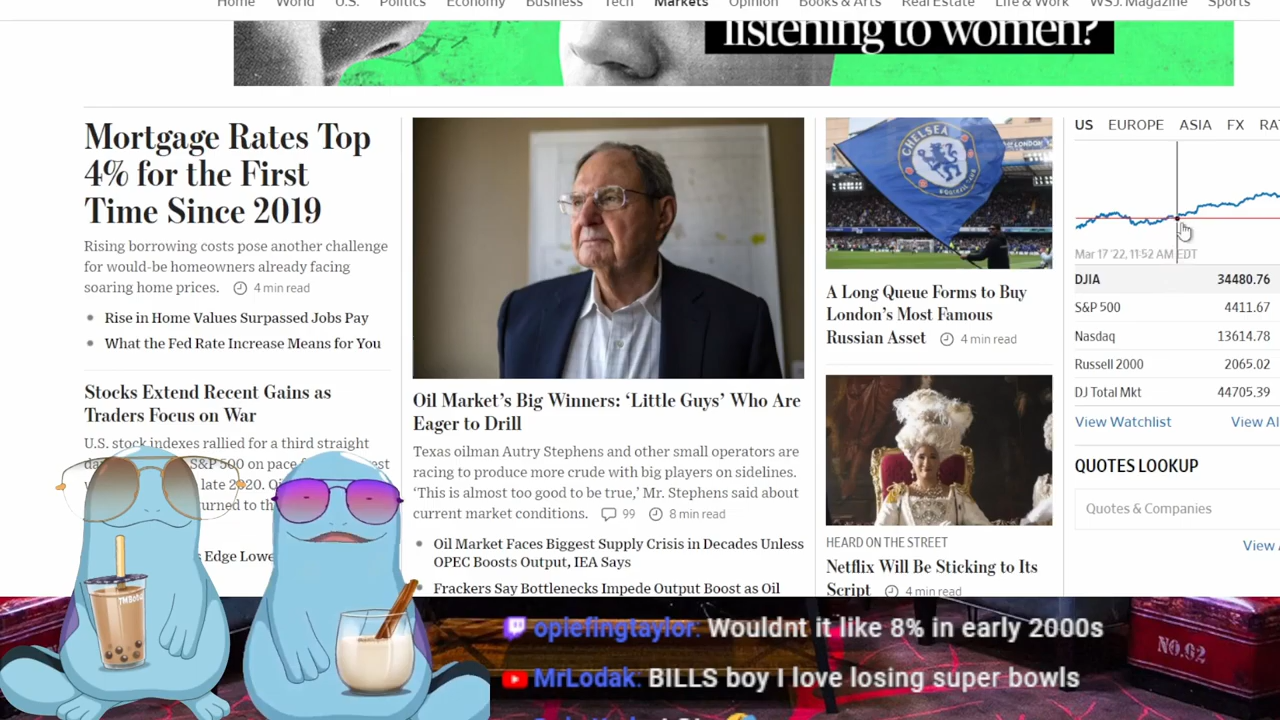 Home World U.S. Politics Economy Business Tech Markets Opinion Books & Arts Real Estate Life & Work WSJ. Magazine Sports
listening to women?
Mortgage Rates Top
4% for the First
Time Since 2019
Rising borrowing costs pose another challenge
for would-be homeowners already facing
soaring home prices. 4 min read
Rise in Home Values Surpassed Jobs Pay
What the Fed Rate Increase Means for You
Stocks Extend Recent Gains as
Traders Focus on War
U.S. stock indexes rallied for a third straight
S&P 500 on pace
late 2020.
Edge Lowe
TMBot
Oil Market's Big Winners: 'Little Guys' Who Are
Eager to Drill
Texas oilman Autry Stephens and other small operators are
racing to produce more crude with big players on sidelines.
'This is almost too good to be true,' Mr. Stephens said about
current market conditions. 99 8 min read
Oil Market Faces Biggest Supply Crisis in Decades Unless
OPEC Boosts Output, IEA Says
Frackers Say Bottlenecks Impede Output Boost as Oil
CHELSEA
A Long Queue Forms to Buy
London's Most Famous
Russian Asset 4 min read
HEARD ON THE STREET
Netflix Will Be Sticking to Its
Script 4 min read
US EUROPE ASIA FX RA
Mar 17 '22, 11:52 AM EDT
DJIA 34480.76
S&P 500 4411.67
Nasdaq 13614.78
Russell 2000 2065.02
DJ Total Mkt 44705.39
View Watchlist View Al
QUOTES LOOKUP
Quotes & Companies
View
opiefingtaylor: Wouldnt it like 8% in early 2000s
MrLodak: BILLS boy I love losing super bowls
NO.62